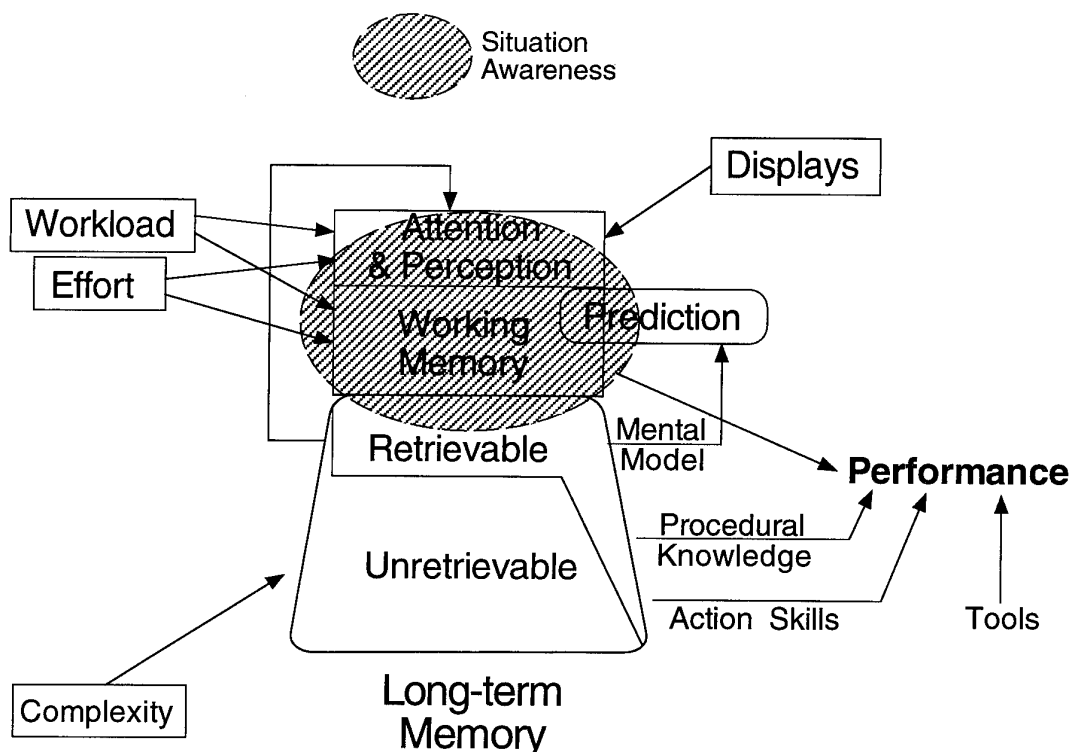 Situation
Awareness
Displays
Workload
Attention
& Perception
Effort
Prediction
Working
Memory
Retrievable
Mental
Model
Performance
Procedural
Knowledge
Unretrievable
Action Skills
Tools
Complexity
Long-term
Memory